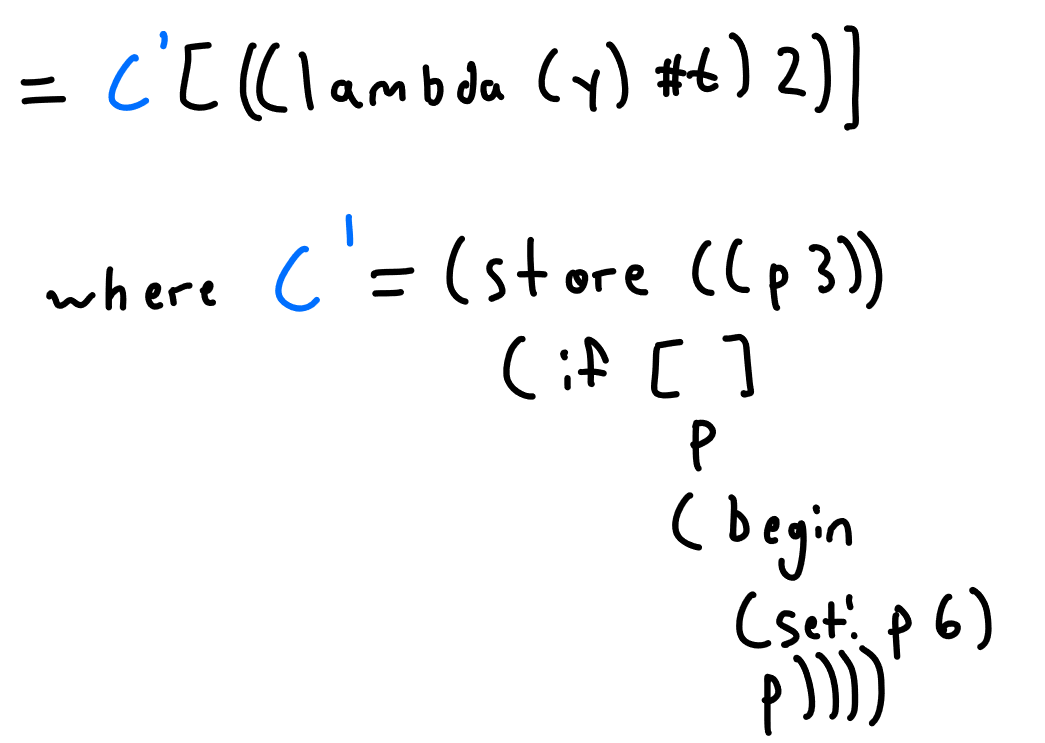 = C'[((lambda (y) #t) 2)]
where C' = (store ((p 3))
(if [ ]
p
(begin
(set! p 6)
p))))